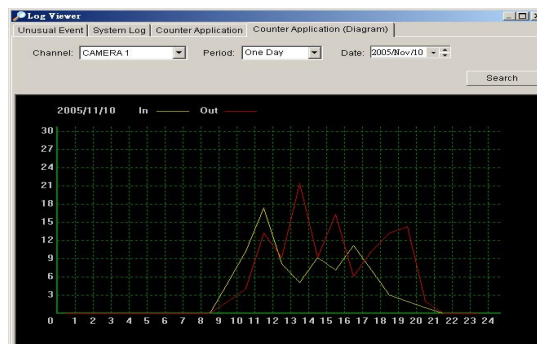 Log Viewer
Unusual Event System Log Counter Application Counter Application (Diagram)
Channel: CAMERA 1 Period: One Day Date: 2005/Nov/10
Search
2005/11/10 In Out
30
27
24
21
18
15
12
9
6
3
0 1 2 3 4 5 6 7 8 9 10 11 12 13 14 15 16 17 18 19 20 21 22 23 24